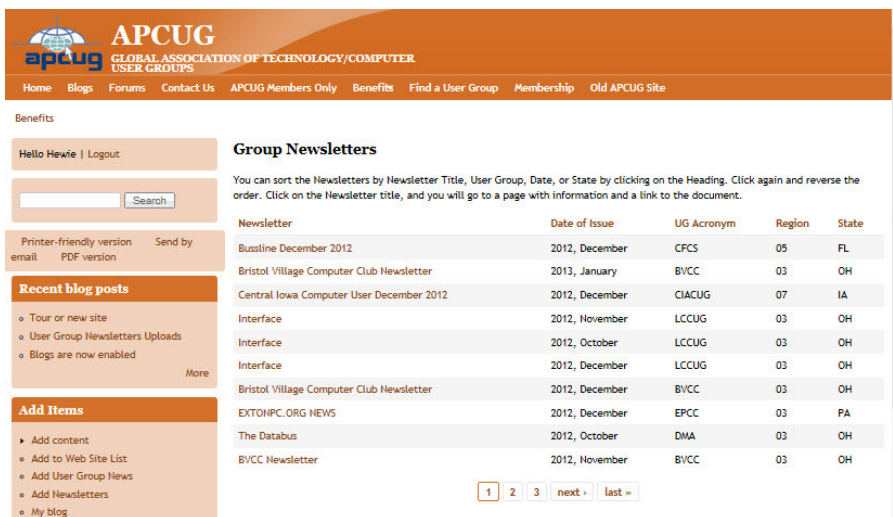 apcug
APCUG
GLOBAL ASSOCIATION OF TECHNOLOGY/COMPUTER
USER GROUPS
Home Blogs Forums Contact Us APCUG Members Only Benefits Find a User Group Membership Old APCUG Site
Benefits
Hello Hewie | Logout
Search
Printer-friendly version Send by
email PDF version
Recent blog posts
Tour or new site
User Group Newsletters Uploads
Blogs are now enabled
More
Add Items
Add content
Add to Web Site List
Add User Group News
Add Newsletters
My blog
Group Newsletters
You can sort the Newsletters by Newsletter Title, User Group, Date, or State by clicking on the Heading. Click again and reverse the
order. Click on the Newsletter title, and you will go to a page with information and a link to the document.
Newsletter Date of Issue UG Acronym Region State
Bussline December 2012 2012, December CFCS 05 FL
Bristol Village Computer Club Newsletter 2013, January BVCC 03 OH
Central Iowa Computer User December 2012 2012, December CIACUG 07 IA
Interface 2012, November LCCUG 03 OH
Interface 2012, October LCCUG 03 OH
Interface 2012, December LCCUG 03 OH
Bristol Village Computer Club Newsletter 2012, December BVCC 03 OH
EXTONPC.ORG NEWS 2012, December EPCC 03 PA
The Databus 2012, October DMA 03 OH
BVCC Newsletter 2012, November BVCC 03 OH
1 2 3 next › last »